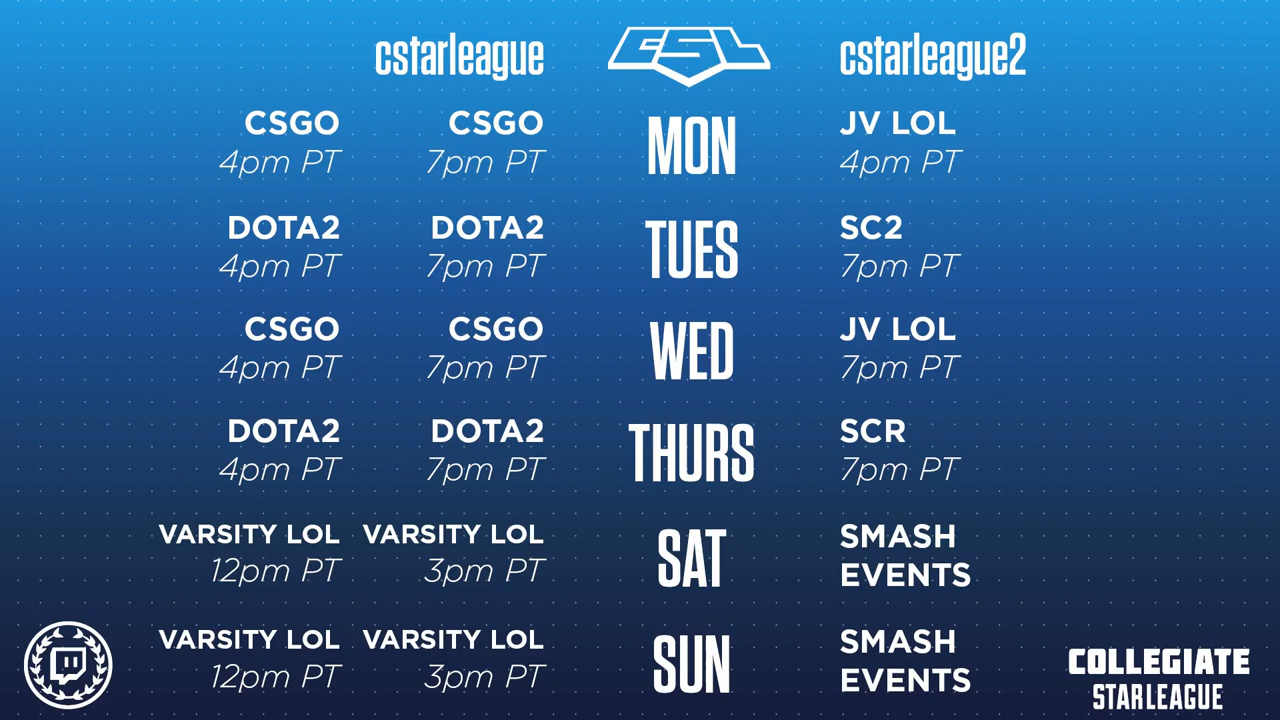 cstarleague CSL cstarleague2
CSGO CSGO MON JV LOL
4pm PT 7pm PT 4pm PT
DOTA2 DOTA2 TUES SC2
4pm PT 7pm PT 7pm PT
CSGO CSGO WED JV LOL
4pm PT 7pm PT 7pm PT
DOTA2 DOTA2 THURS SCR
4pm PT 7pm PT 7pm PT
VARSITY LOL VARSITY LOL SAT SMASH
12pm PT 3pm PT EVENTS
VARSITY LOL VARSITY LOL SUN SMASH
12pm PT 3pm PT EVENTS
COLLEGIATE
STARLEAGUE